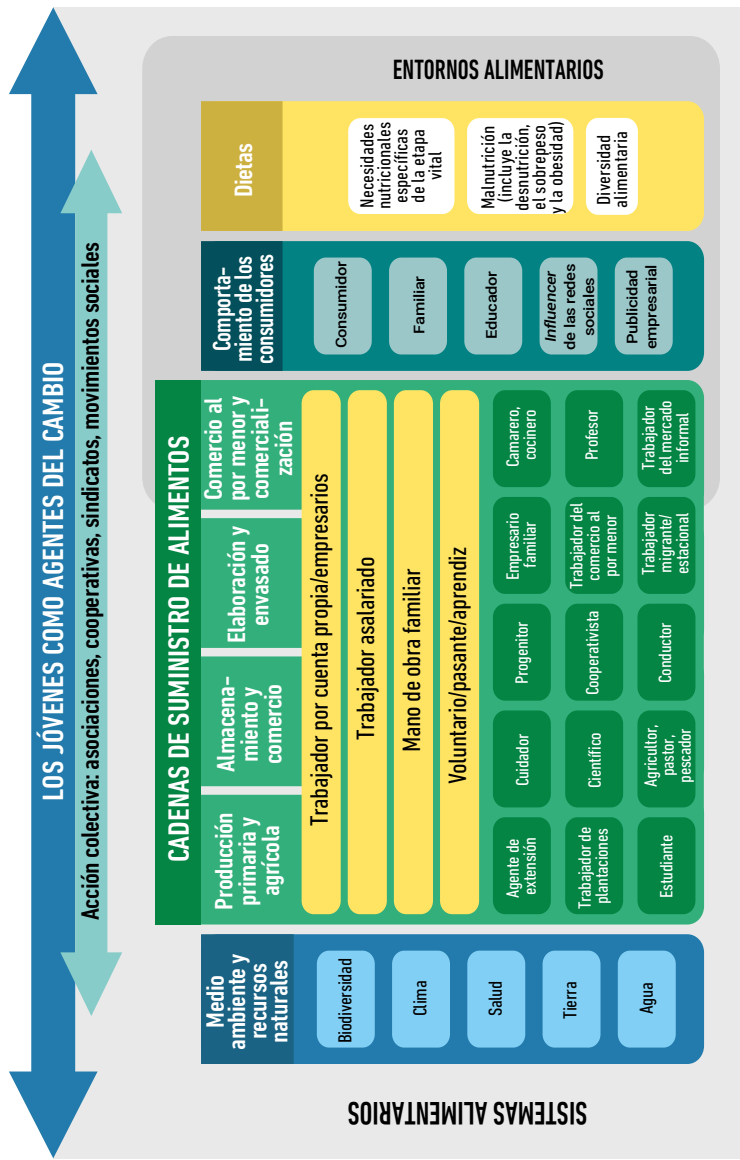 LOS JÓVENES COMO AGENTES DEL CAMBIO
Acción colectiva: asociaciones, cooperativas, sindicatos, movimientos sociales
SISTEMAS ALIMENTARIOS
Medio
ambiente y
recursos
naturales
Biodiversidad
Clima
Salud
Tierra
Agua
CADENAS DE SUMINISTRO DE ALIMENTOS
Producción
primaria y
agrícola
Almacena-
miento y
comercio
Elaboración y
envasado
Comercio al
por menor y
comerciali-
zación
Trabajador por cuenta propia/empresarios
Trabajador asalariado
Mano de obra familiar
Voluntario/pasante/aprendiz
Agente de
extensión
Cuidador
Progenitor
Empresario
familiar
Camarero,
cocinero
Trabajador de
plantaciones
Científico
Cooperativista
Trabajador del
comercio al
por menor
Profesor
Estudiante
Agricultor,
pastor,
pescador
Conductor
Trabajador
migrante/
estacional
Trabajador
del mercado
informal
Comporta-
miento de los
consumidores
Consumidor
Familiar
Educador
Influencer
de las redes
sociales
Publicidad
empresarial
Dietas
Necesidades
nutricionales
específicas
de la etapa
vital
Malnutrición
(incluye la
desnutrición,
el sobrepeso
y la obesidad)
Diversidad
alimentaria
ENTORNOS ALIMENTARIOS